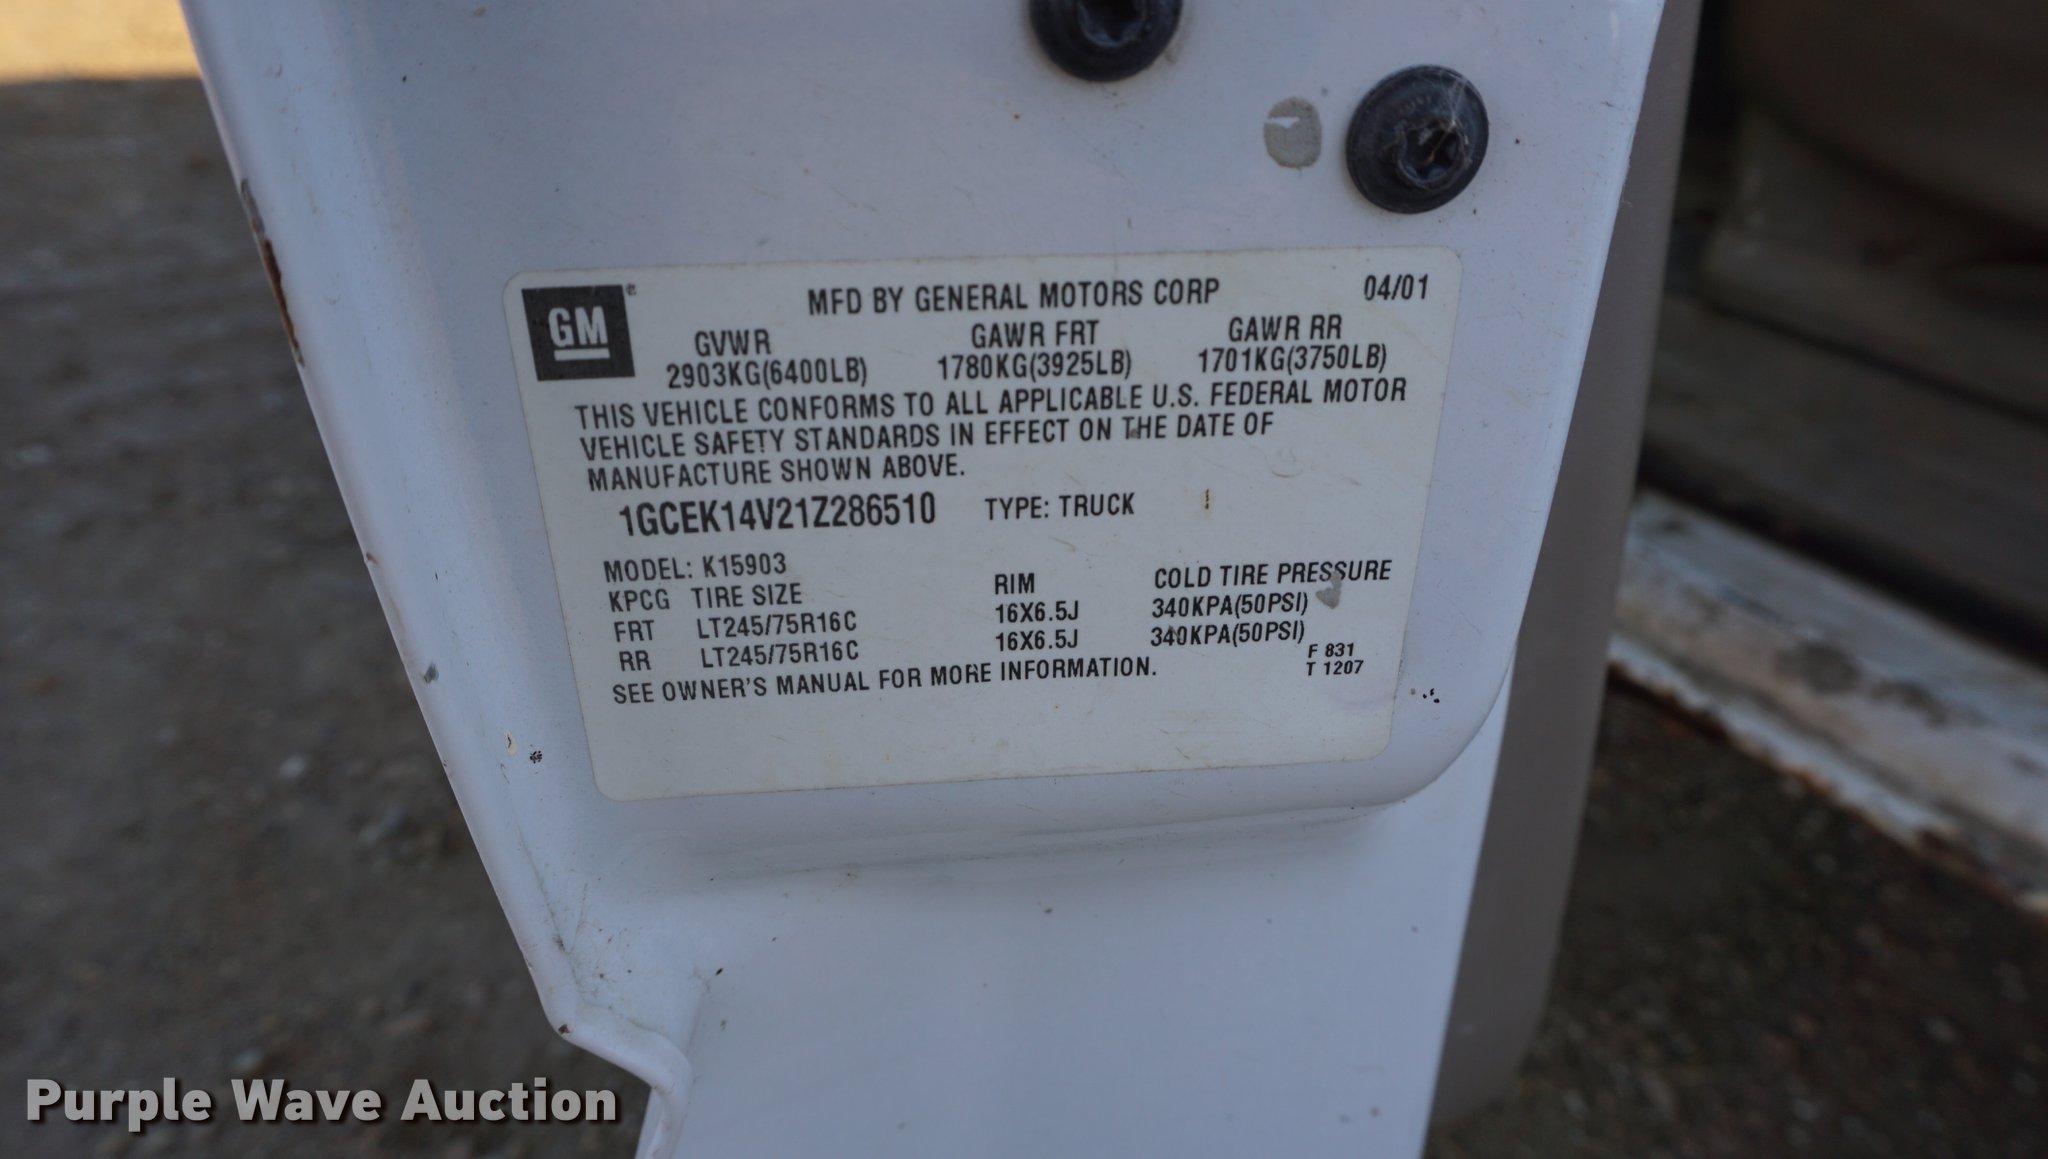 GM
MFD BY GENERAL MOTORS CORP 04/01
GVWR GAWR FRT GAWR RR
2903KG(6400LB) 1780KG(3925LB) 1701KG(3750LB)
THIS VEHICLE CONFORMS TO ALL APPLICABLE U.S. FEDERAL MOTOR
VEHICLE SAFETY STANDARDS IN EFFECT ON THE DATE OF
MANUFACTURE SHOWN ABOVE.
1GCEK14V21Z286510 TYPE: TRUCK
MODEL: K15903
KPCG TIRE SIZE RIM COLD TIRE PRESSURE
FRT LT245/75R16C 16X6.5J 340KPA(50PSI)
RR LT245/75R16C 16X6.5J 340KPA(50PSI)
SEE OWNER'S MANUAL FOR MORE INFORMATION.
F 831
T 1207
Purple Wave Auction